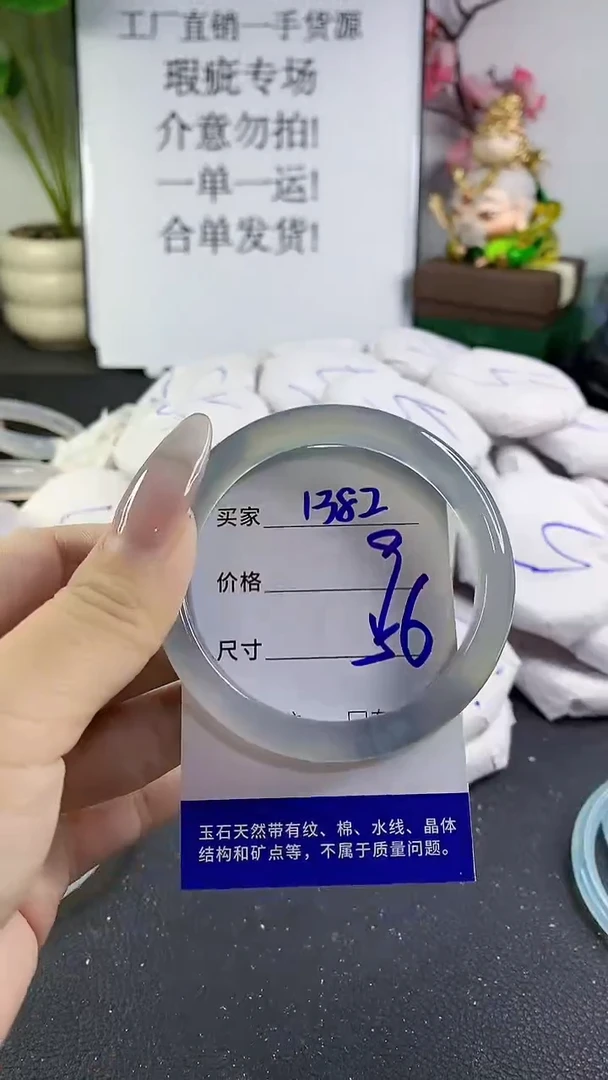 工厂直销一手货源
瑕疵专场
介意勿拍!
一单一运!
合单发货!
买家 1382
价格
尺寸 56
玉石天然带有纹、棉、水线、晶体
结构和矿点等，不属于质量问题。